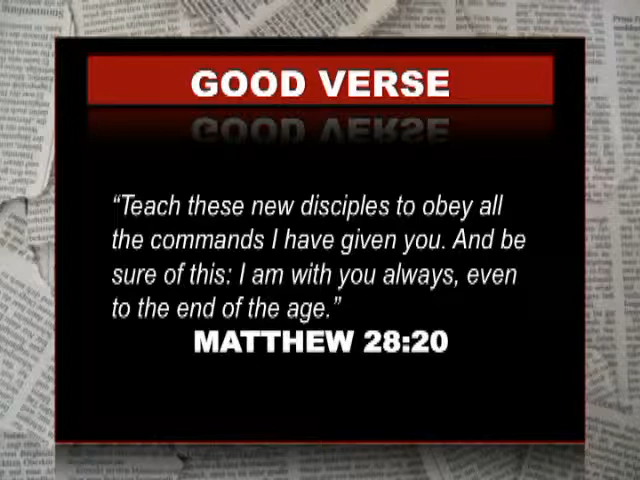 GOOD VERSE
“Teach these new disciples to obey all
the commands I have given you. And be
sure of this: I am with you always, even
to the end of the age.”
MATTHEW 28:20